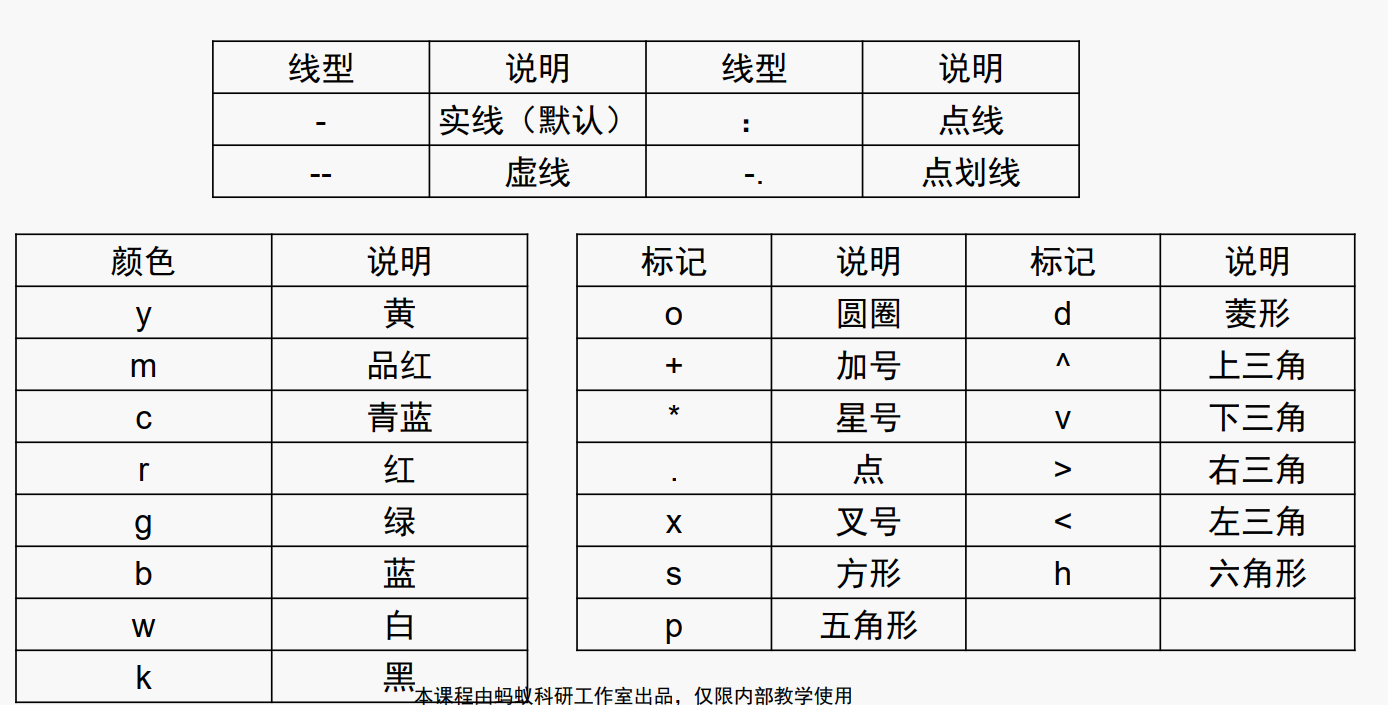 线型 说明 线型 说明
- 实线（默认） : 点线
-- 虚线 -. 点划线
颜色 说明
y 黄
m 品红
c 青蓝
r 红
g 绿
b 蓝
w 白
k 黑
标记 说明 标记 说明
o 圆圈 d 菱形
+ 加号 ^ 上三角
* 星号 v 下三角
. 点 > 右三角
x 叉号 < 左三角
s 方形 h 六角形
p 五角形
本课程由蚂蚁科研工作室出品，仅限内部教学使用